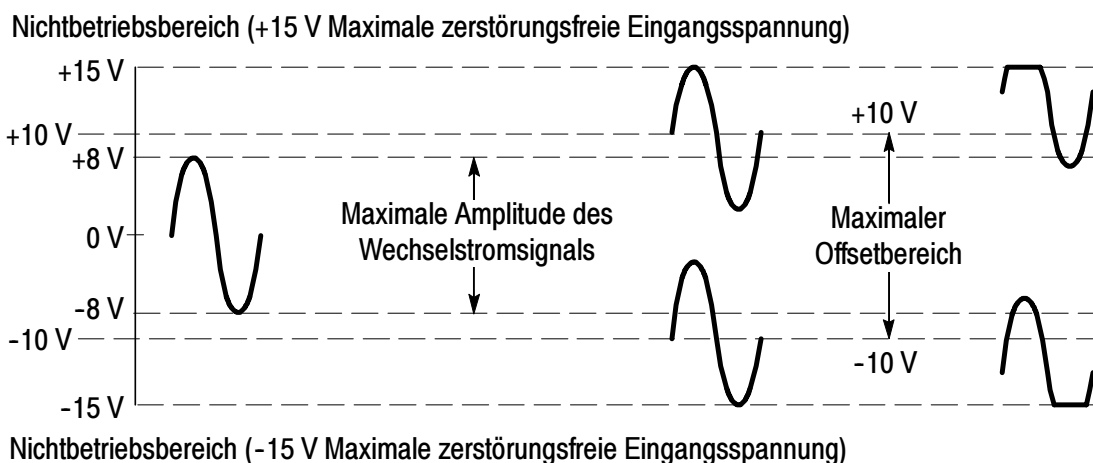 Nichtbetriebsbereich (+15 V Maximale zerstörungsfreie Eingangsspannung)
+15 V
+10 V
+10 V
+8 V
Maximale Amplitude des
Wechselstromsignals
Maximaler
Offsetbereich
0 V
-8 V
-10 V
-10 V
-15 V
Nichtbetriebsbereich (-15 V Maximale zerstörungsfreie Eingangsspannung)